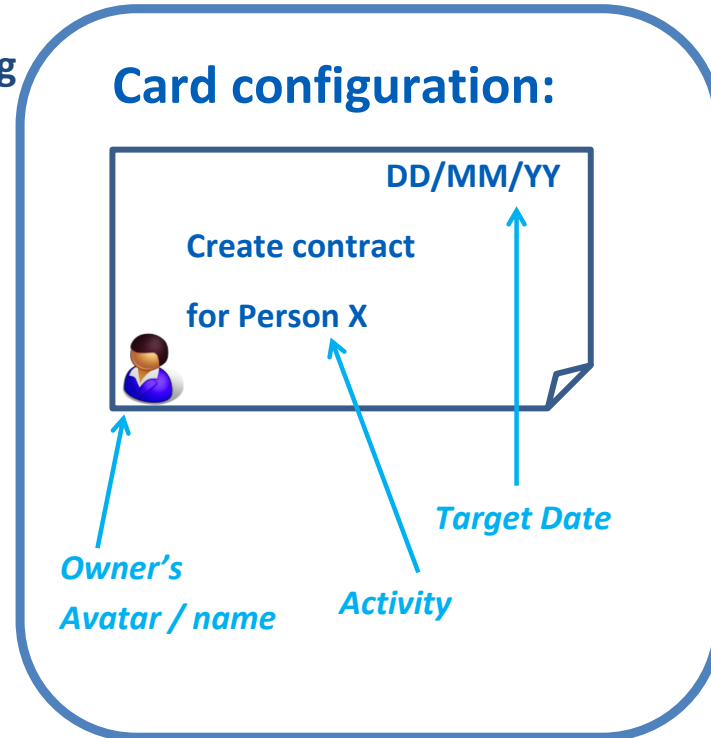 g
Card configuration:
DD/MM/YY
Create contract
for Person X
Target Date
Owner’s
Activity
Avatar / name